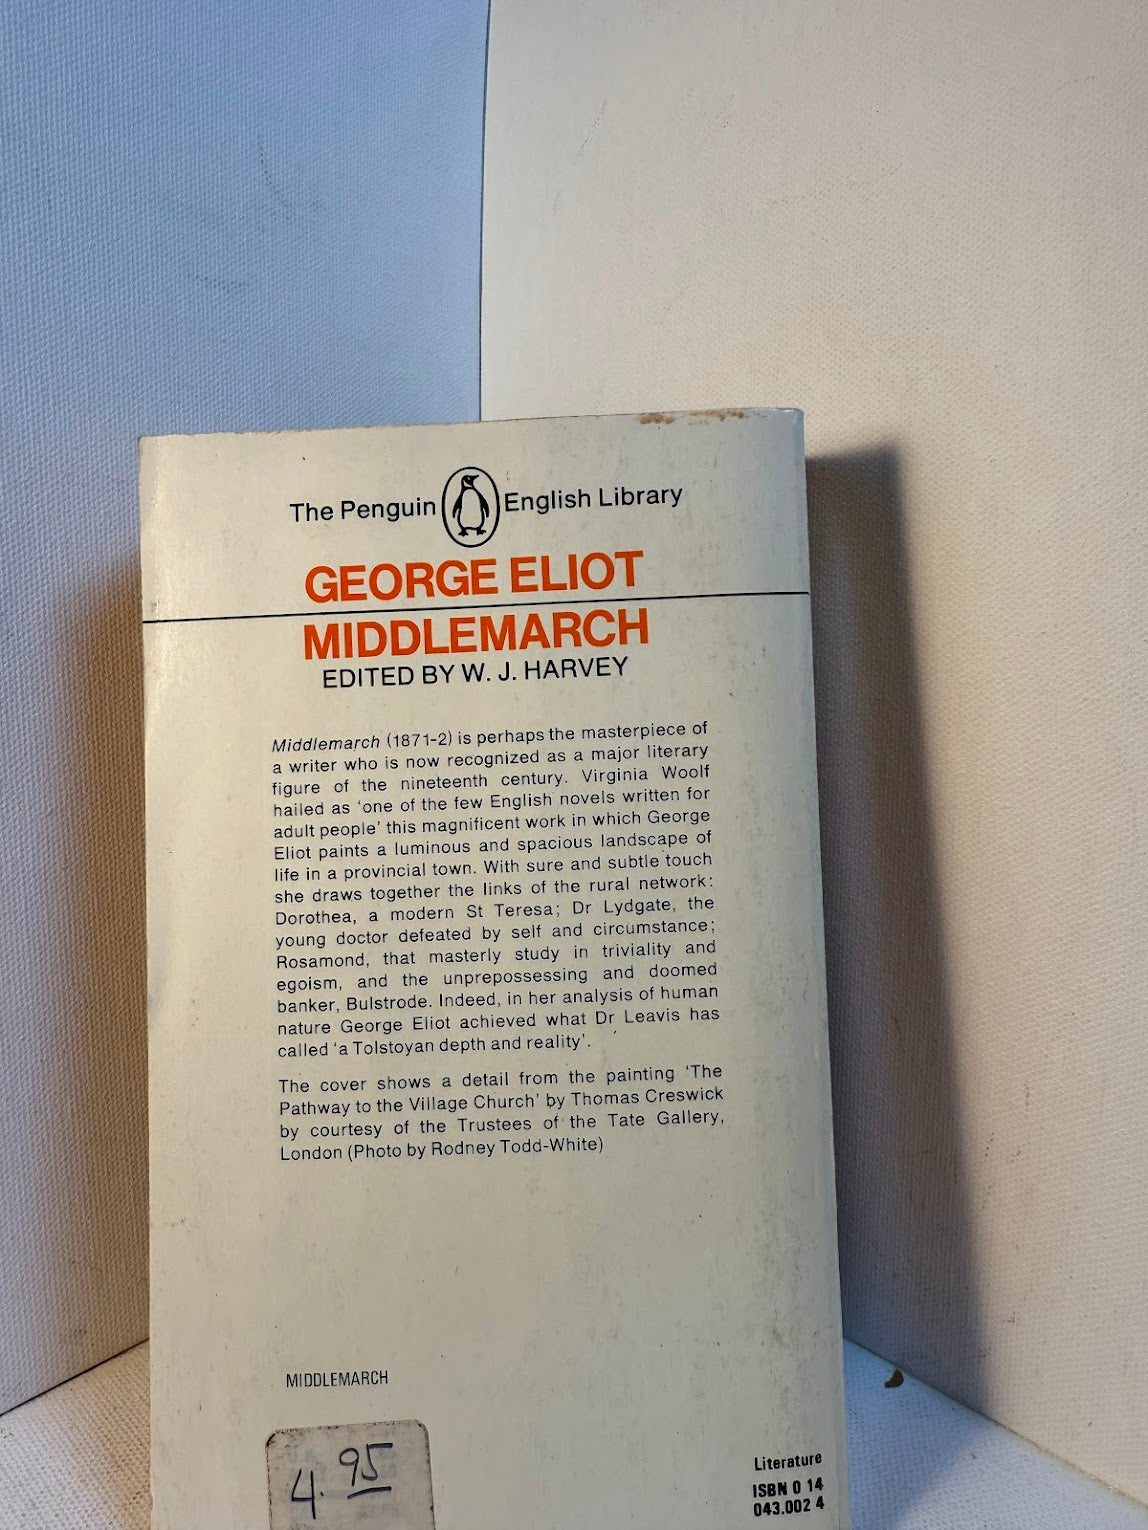 The Penguin English Library
GEORGE ELIOT
MIDDLEMARCH
EDITED BY W. J. HARVEY
Middlemarch (1871-2) is perhaps the masterpiece of
a writer who is now recognized as a major literary
figure of the nineteenth century. Virginia Woolf
hailed as 'one of the few English novels written for
adult people' this magnificent work in which George
Eliot paints a luminous and spacious landscape of
life in a provincial town. With sure and subtle touch
she draws together the links of the rural network:
Dorothea, a modern St Teresa; Dr Lydgate, the
young doctor defeated by self and circumstance;
Rosamond, that masterly study in triviality and
egoism, and the unprepossessing and doomed
banker, Bulstrode. Indeed, in her analysis of human
nature George Eliot achieved what Dr Leavis has
called 'a Tolstoyan depth and reality'.
The cover shows a detail from the painting 'The
Pathway to the Village Church' by Thomas Creswick
by courtesy of the Trustees of the Tate Gallery,
London (Photo by Rodney Todd-White)
MIDDLEMARCH
4.95
Literature
ISBN 0 14
043.002 4